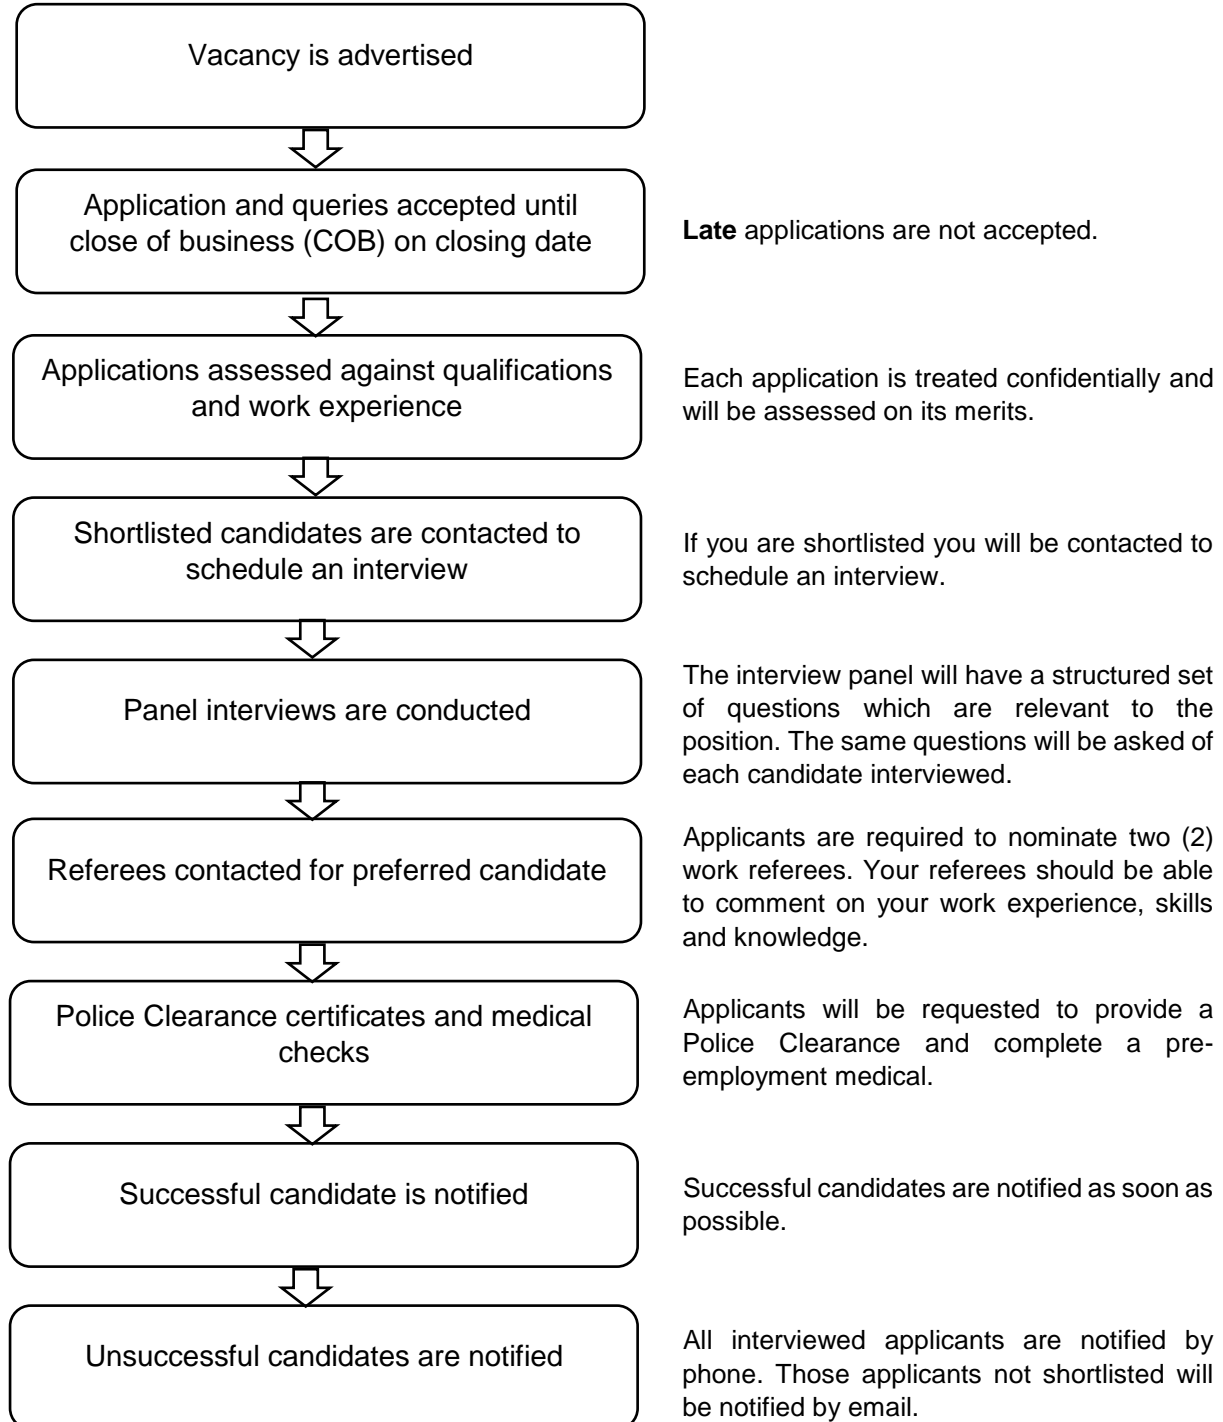 Vacancy is advertised
Application and queries accepted until
close of business (COB) on closing date
Late applications are not accepted.
Applications assessed against qualifications
and work experience
Each application is treated confidentially and
will be assessed on its merits.
Shortlisted candidates are contacted to
schedule an interview
If you are shortlisted you will be contacted to
schedule an interview.
Panel interviews are conducted
The interview panel will have a structured set
of questions which are relevant to the
position. The same questions will be asked of
each candidate interviewed.
Referees contacted for preferred candidate
Applicants are required to nominate two (2)
work referees. Your referees should be able
to comment on your work experience, skills
and knowledge.
Police Clearance certificates and medical
checks
Applicants will be requested to provide a
Police Clearance and complete a pre-
employment medical.
Successful candidate is notified
Successful candidates are notified as soon as
possible.
Unsuccessful candidates are notified
All interviewed applicants are notified by
phone. Those applicants not shortlisted will
be notified by email.